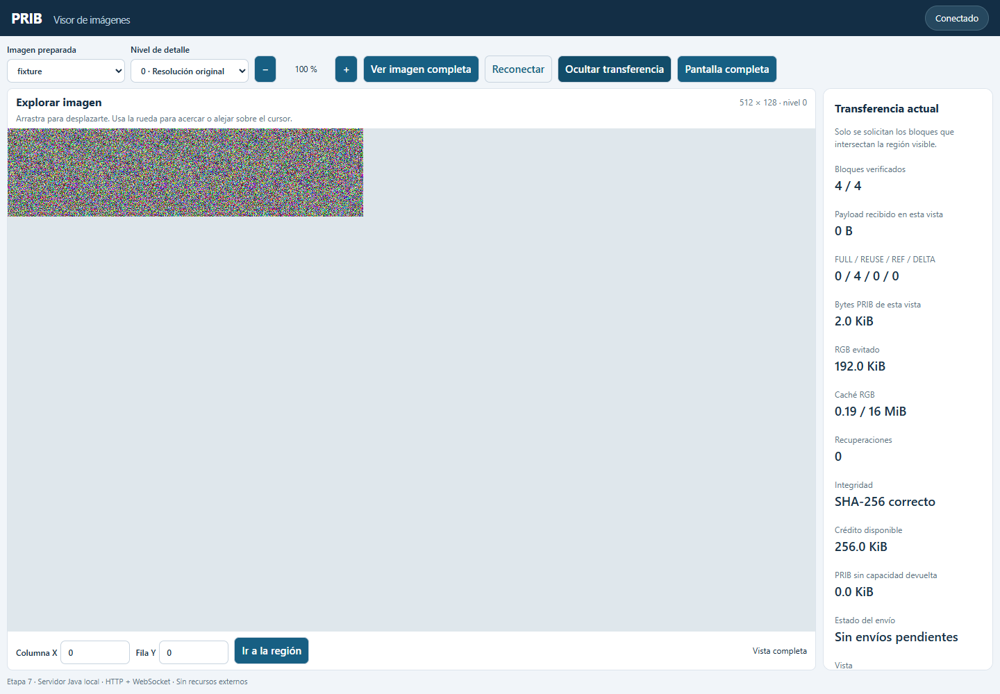 PRIB Visor de imágenes
Conectado
Imagen preparada
Nivel de detalle
fixture
0 · Resolución original
−
100 %
+
Ver imagen completa
Reconectar
Ocultar transferencia
Pantalla completa
Explorar imagen
512 × 128 · nivel 0
Arrastra para desplazarte. Usa la rueda para acercar o alejar sobre el cursor.
Columna X
0
Fila Y
0
Ir a la región
Vista completa
Transferencia actual
Solo se solicitan los bloques que
intersectan la región visible.
Bloques verificados
4 / 4
Payload recibido en esta vista
0 B
FULL / REUSE / REF / DELTA
0 / 4 / 0 / 0
Bytes PRIB de esta vista
2.0 KiB
RGB evitado
192.0 KiB
Caché RGB
0.19 / 16 MiB
Recuperaciones
0
Integridad
SHA-256 correcto
Crédito disponible
256.0 KiB
PRIB sin capacidad devuelta
0.0 KiB
Estado del envío
Sin envíos pendientes
Vista
Etapa 7 · Servidor Java local · HTTP + WebSocket · Sin recursos externos